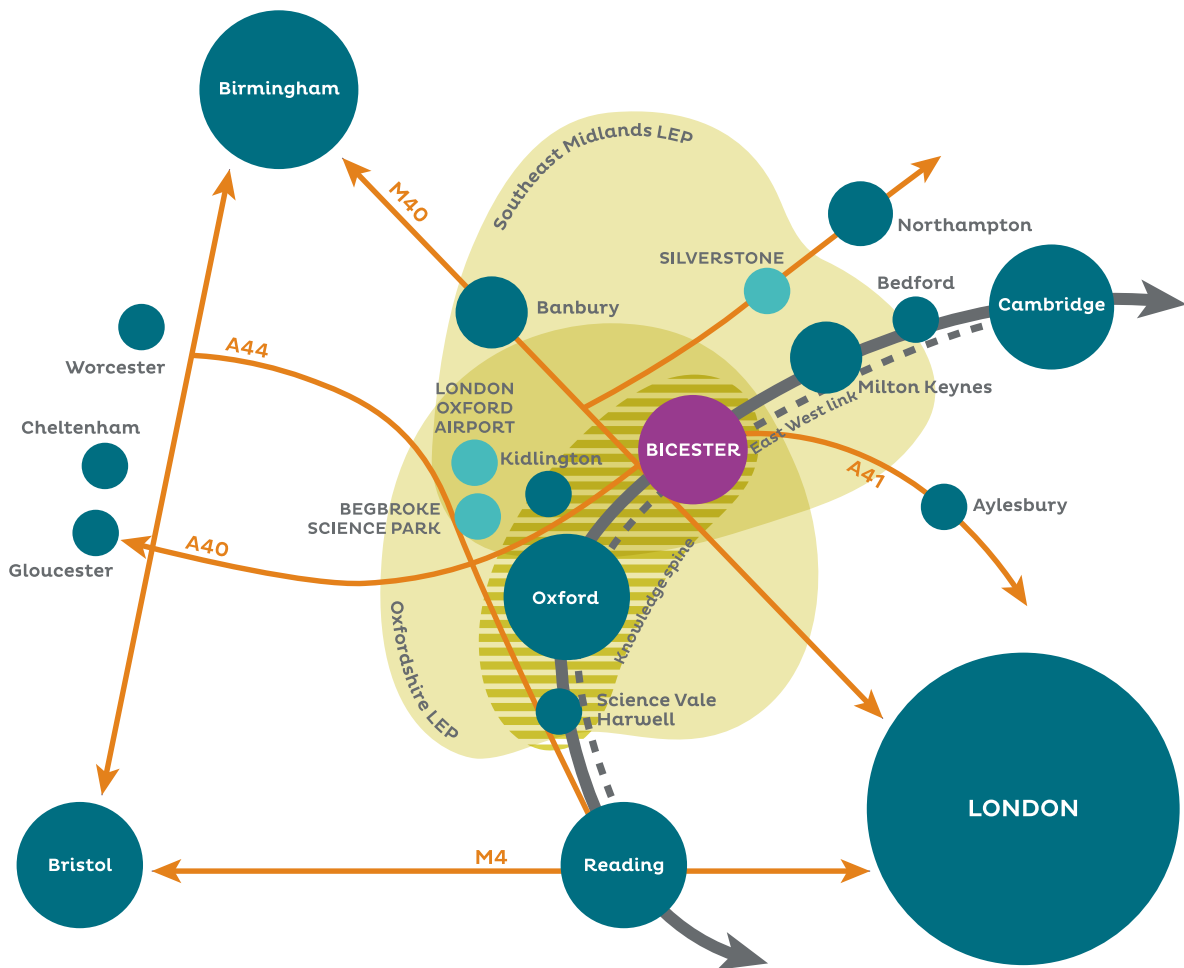 Birmingham
Southeast Midlands LEP
M40
Northampton
SILVERSTONE
Bedford
Cambridge
Banbury
Worcester
A44
Milton Keynes
East West link
LONDON
OXFORD
AIRPORT
Cheltenham
Kidlington
BICESTER
A41
Aylesbury
BEGBROKE
SCIENCE PARK
A40
Gloucester
Oxford
Knowledge spine
Oxfordshire LEP
Science Vale
Harwell
LONDON
M4
Bristol
Reading